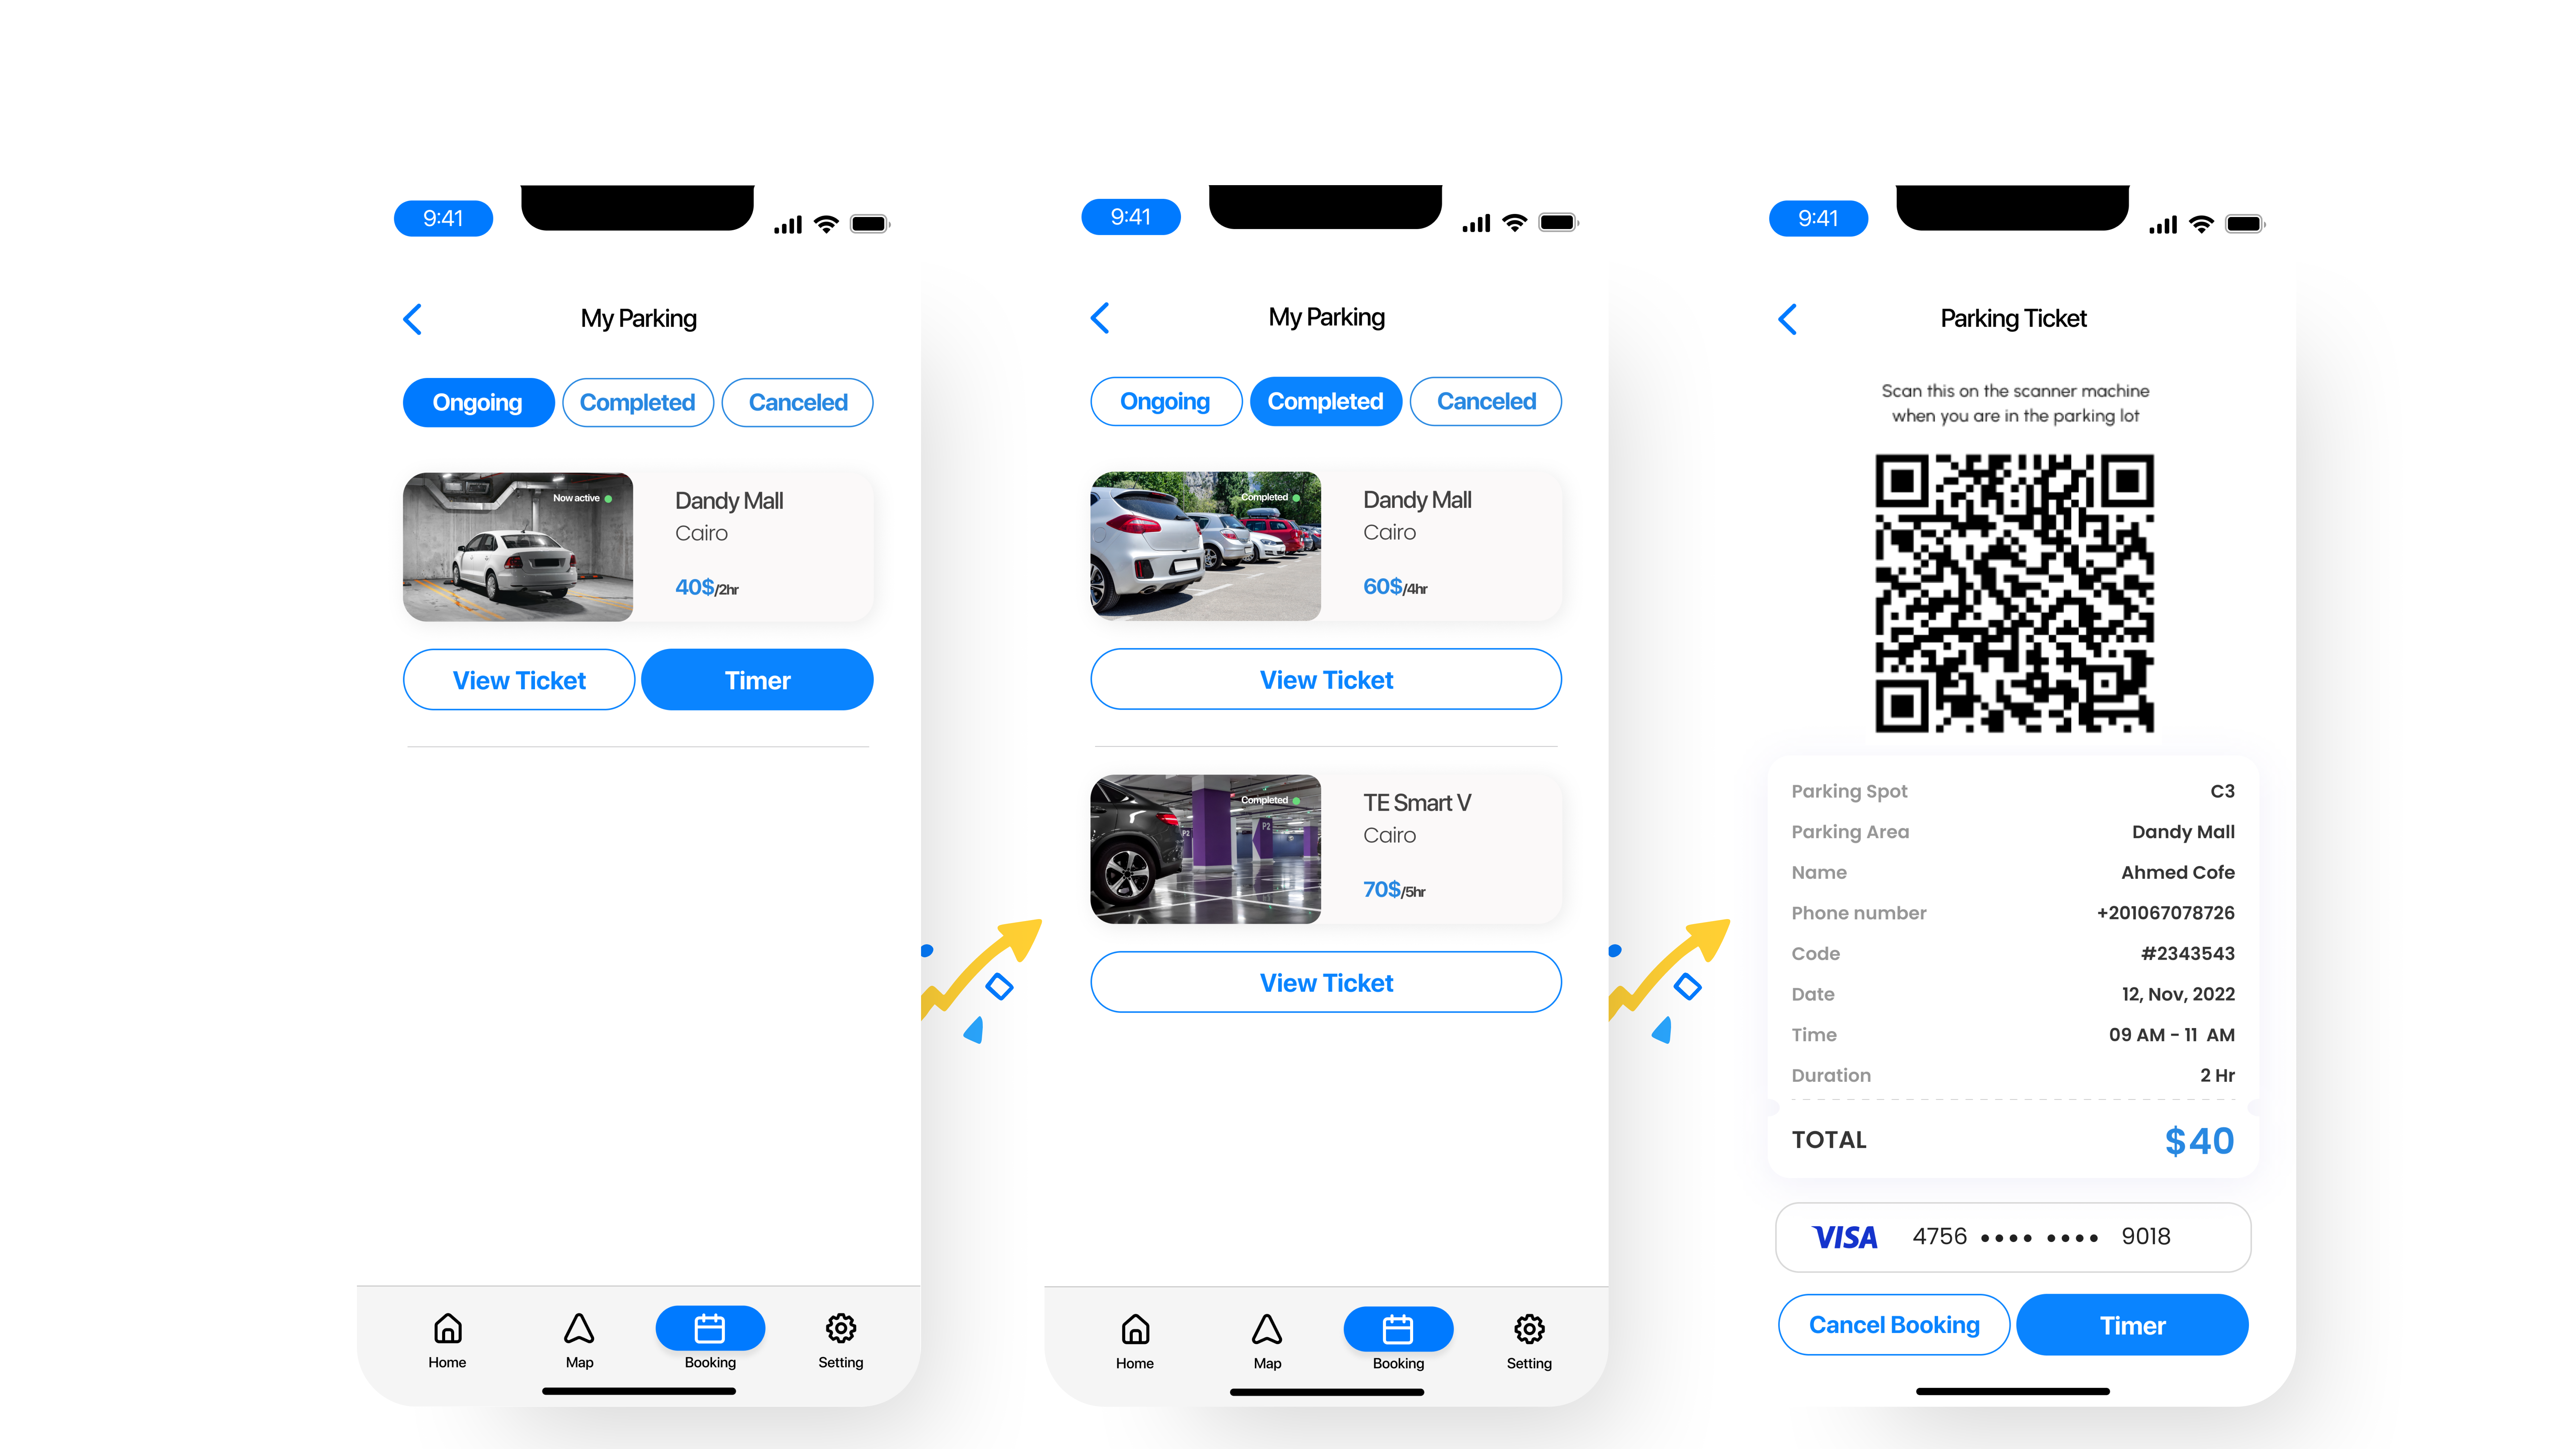 9:41
My Parking
Ongoing
Completed
Canceled
Now active
Dandy Mall
Cairo
40$/2hr
View Ticket
Timer
Home
Map
Booking
Setting
9:41
My Parking
Ongoing
Completed
Canceled
Completed
Dandy Mall
Cairo
60$/4hr
View Ticket
Completed
P2
P2
TE Smart V
Cairo
70$/5hr
View Ticket
Home
Map
Booking
Setting
9:41
Parking Ticket
Scan this on the scanner machine
when you are in the parking lot
Parking Spot C3
Parking Area Dandy Mall
Name Ahmed Cofe
Phone number +201067078726
Code #2343543
Date 12, Nov, 2022
Time 09 AM - 11 AM
Duration 2 Hr
TOTAL $40
VISA 4756 •••• •••• 9018
Cancel Booking
Timer